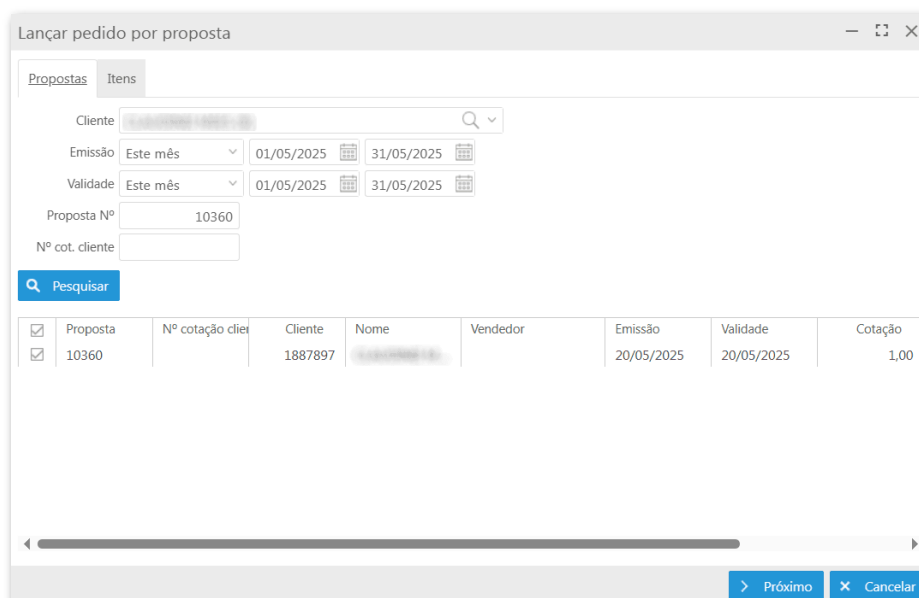 Lançar pedido por proposta
Propostas Itens
Cliente
Emissão Este mês 01/05/2025 31/05/2025
Validade Este mês 01/05/2025 31/05/2025
Proposta Nº 10360
Nº cot. cliente
Pesquisar
Proposta Nº cotação clier Cliente Nome Vendedor Emissão Validade Cotação
10360 1887897 20/05/2025 20/05/2025 1,00
Próximo Cancelar